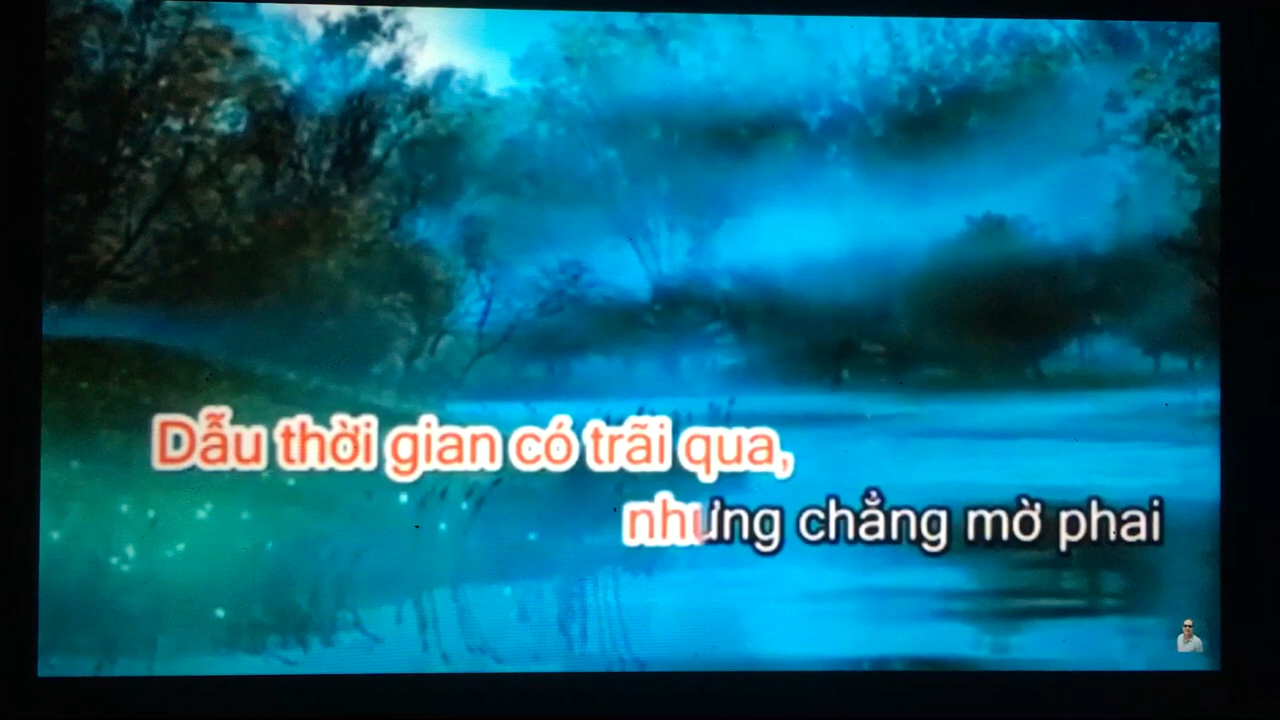 Dẫu thời gian có trãi qua,
nhưng chẳng mờ phai